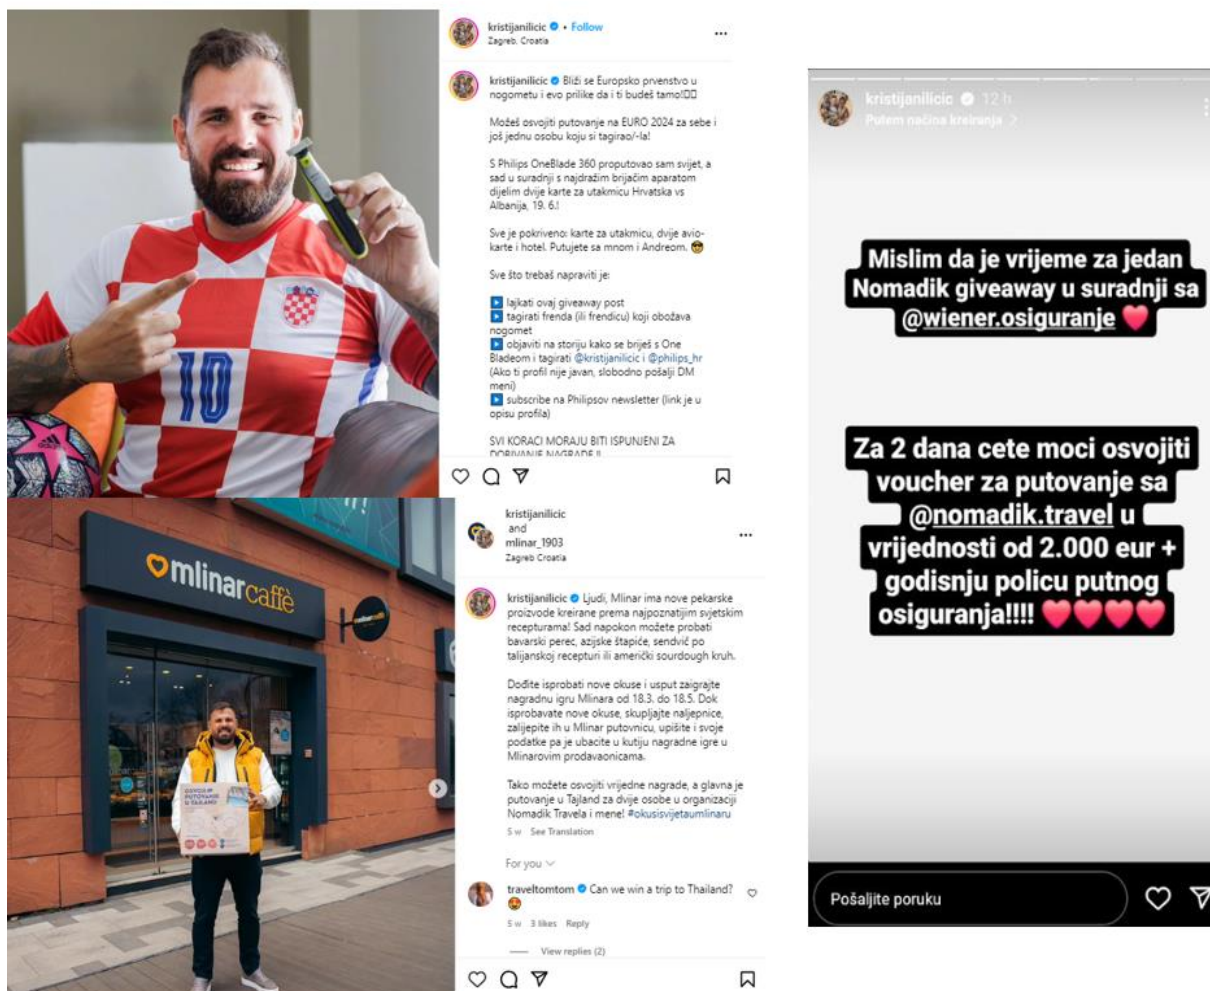 kristijanilicic • Follow
Zagreb, Croatia
kristijanilicic Bliži se Europsko prvenstvo u
nogometu i evo prilike da i ti budeš tamo!
Možeš osvojiti putovanje na EURO 2024 za sebe i
još jednu osobu koju si tagirao/-la!
S Philips OneBlade 360 proputovao sam svijet, a
sad u suradnji s najdražim brijačim aparatom
dijelim dvije karte za utakmicu Hrvatska vs
Albanija, 19. 6.!
Sve je pokriveno: karte za utakmicu, dvije avio-
karte i hotel. Putujete sa mnom i Andreom. 😎
Sve što trebaš napraviti je:
▶️ lajkati ovaj giveaway post
▶️ tagirati frenda (ili frendicu) koji obožava
nogomet
▶️ objaviti na storiju kako se briješ s One
Bladeom i tagirati @kristijanilicic i @philips_hr
(Ako ti profil nije javan, slobodno pošalji DM
meni)
▶️ subscribe na Philipsov newsletter (link je u
opisu profila)
SVI KORACI MORAJU BITI ISPUNJENI ZA
DOBIVANJE NAGRADE !!
10
adidas
mlinar caffè
OSVOJI
PUTOVANJE
U TAJLAND
kristijanilicic
and
mlinar_1903
Zagreb Croatia
kristijanilicic Ljudi, Mlinar ima nove pekarske
proizvode kreirane prema najpoznatijim svjetskim
recepturama! Sad napokon možete probati
bavarski perec, azijske štapiće, sendvič po
talijanskoj recepturi ili američki sourdough kruh.
Dođite isprobati nove okuse i usput zaigrajte
nagradnu igru Mlinara od 18.3. do 18.5. Dok
isprobavate nove okuse, skupljajte naljepnice,
zalijepite ih u Mlinar putovnicu, upišite i svoje
podatke pa je ubacite u kutiju nagradne igre u
Mlinarovim prodavaonicama.
Tako možete osvojiti vrijedne nagrade, a glavna je
putovanje u Tajland za dvije osobe u organizaciji
Nomadik Travela i mene! #okusisvijetaumlinaru
5 w See Translation
For you
traveltomtom Can we win a trip to Thailand?
😍
5 w 3 likes Reply
View replies (2)
kristijanilicic 12 h
Putem načina kreiranja >
Mislim da je vrijeme za jedan
Nomadik giveaway u suradnji sa
@wiener.osiguranje ❤️
Za 2 dana cete moci osvojiti
voucher za putovanje sa
@nomadik.travel u
vrijednosti od 2.000 eur +
godisnju policu putnog
osiguranja!!!! ❤️❤️❤️❤️
Pošaljite poruku